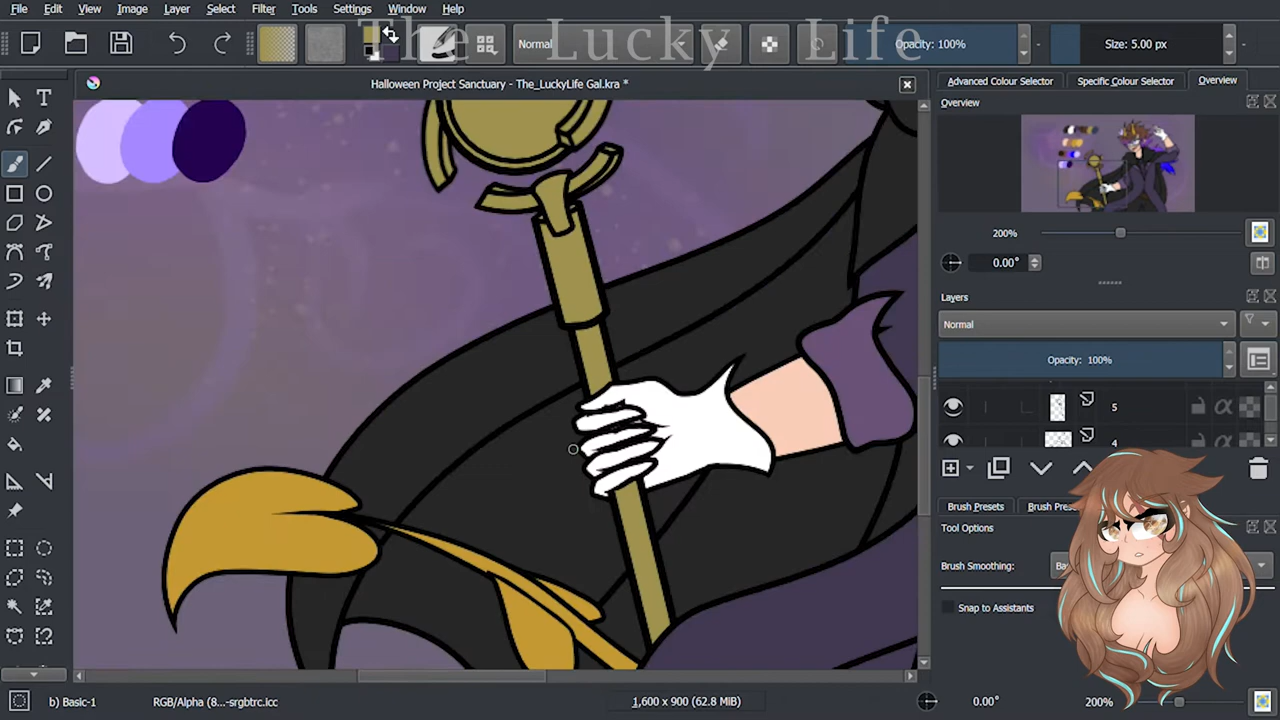 File Edit View Image Layer Select Filter Tools Settings Window Help
The Lucky Life
Normal Opacity: 100% Size: 5.00 px
Halloween Project Sanctuary - The_LuckyLife Gal.kra *
Advanced Colour Selector Specific Colour Selector Overview
Overview
200%
0.00°
Layers
Normal
Opacity: 100%
5
4
Brush Presets Brush Pres
Tool Options
Brush Smoothing: Ba
Snap to Assistants
b) Basic-1 RGB/Alpha (8...-srgbtrc.icc 1,600 x 900 (62.8 MiB) 0.00° 200%